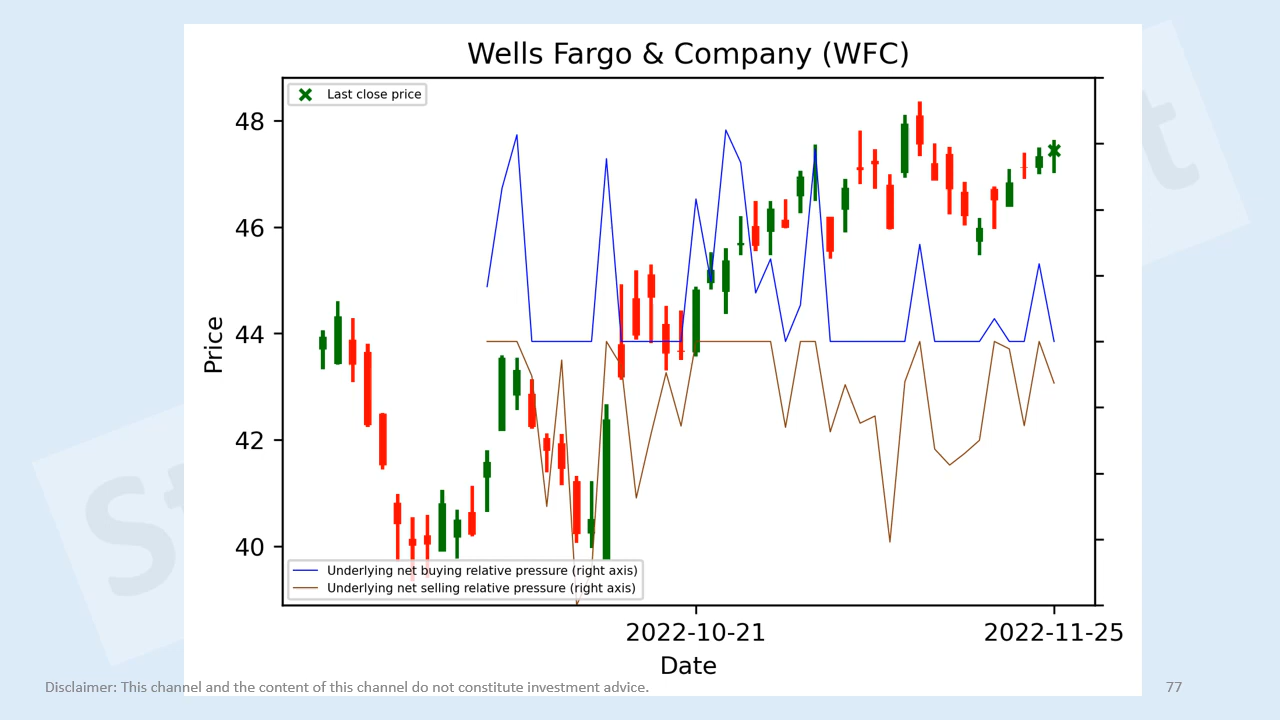 Wells Fargo & Company (WFC)
Last close price
48
46
44
42
40
Price
Underlying net buying relative pressure (right axis)
Underlying net selling relative pressure (right axis)
2022-10-21
2022-11-25
Date
Disclaimer: This channel and the content of this channel do not constitute investment advice.
77